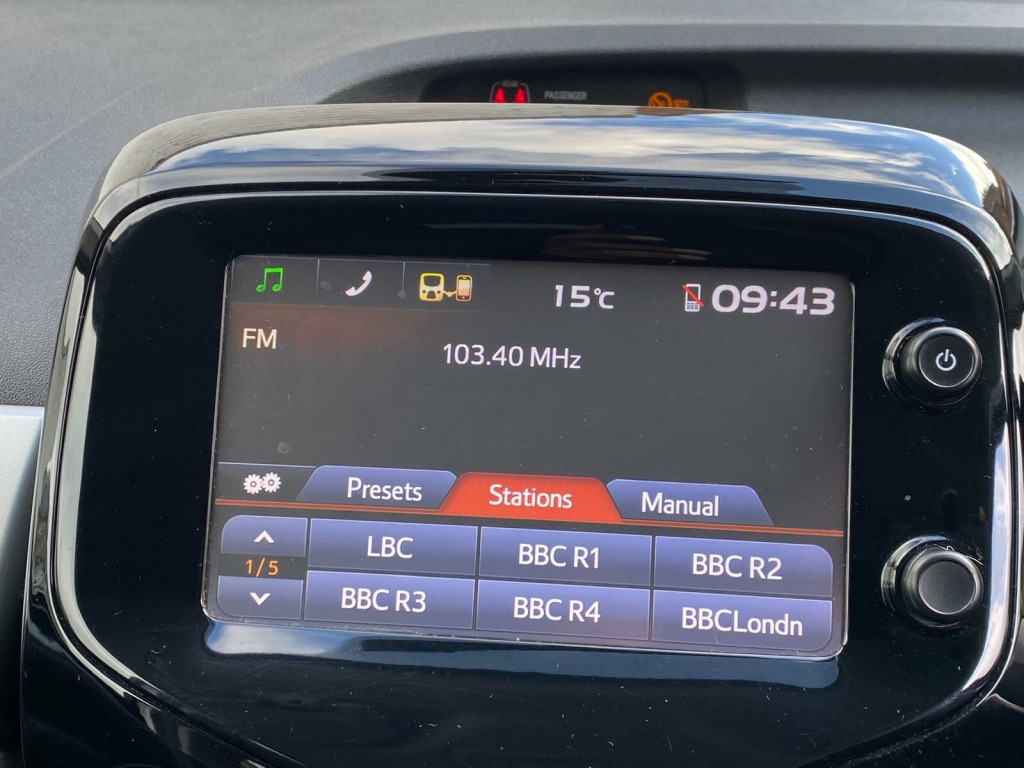 REAR
PASSENGER
15°C 09:43
FM
103.40 MHz
Presets Stations Manual
LBC BBC R1 BBC R2
1/5
BBC R3 BBC R4 BBCLondn